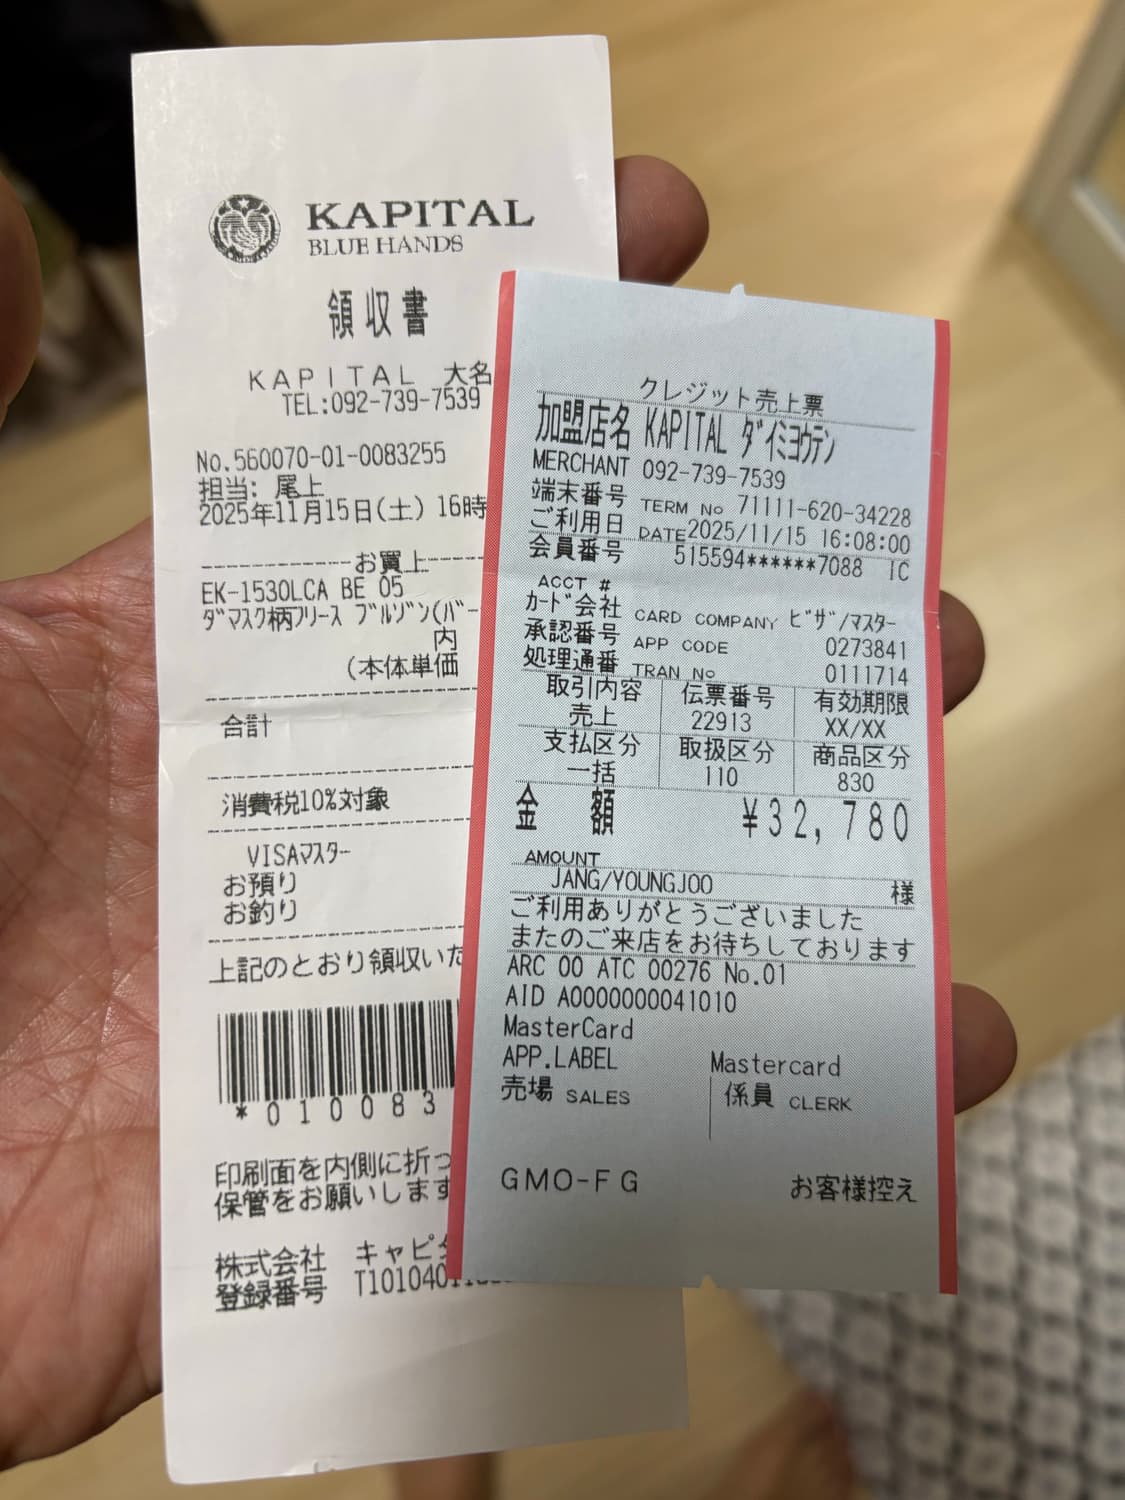 KAPITAL
BLUE HANDS
領収書
KAPITAL 大名
TEL:092-739-7539
No.560070-01-0083255
担当: 尾上
2025年11月15日(土) 16時
お買上
EK-1530LCA BE 05
ﾀﾞﾏｽｸ柄ﾌﾘｰｽ ﾌﾞﾙｿﾞﾝ(ﾊﾞｰ
内
(本体単価
合計
消費税10%対象
VISAﾏｽﾀｰ
お預り
お釣り
上記のとおり領収いた
*010083
印刷面を内側に折っ
保管をお願いします
株式会社 キャピタ
登録番号 T101040
クレジット売上票
加盟店名 KAPITAL ﾀﾞｲﾐﾖｳﾃﾝ
MERCHANT 092-739-7539
端末番号 TERM No 71111-620-34228
ご利用日 DATE 2025/11/15 16:08:00
会員番号 515594******7088 IC
ACCT #
ｶｰﾄﾞ会社 CARD COMPANY ﾋﾞｻﾞ/ﾏｽﾀｰ
承認番号 APP CODE 0273841
処理通番 TRAN No 0111714
取引内容 伝票番号 有効期限
売上 22913 XX/XX
支払区分 取扱区分 商品区分
一括 110 830
金額 ¥32,780
AMOUNT
JANG/YOUNGJOO 様
ご利用ありがとうございました
またのご来店をお待ちしております
ARC 00 ATC 00276 No.01
AID A0000000041010
MasterCard
APP.LABEL Mastercard
売場 SALES 係員 CLERK
GMO-FG お客様控え